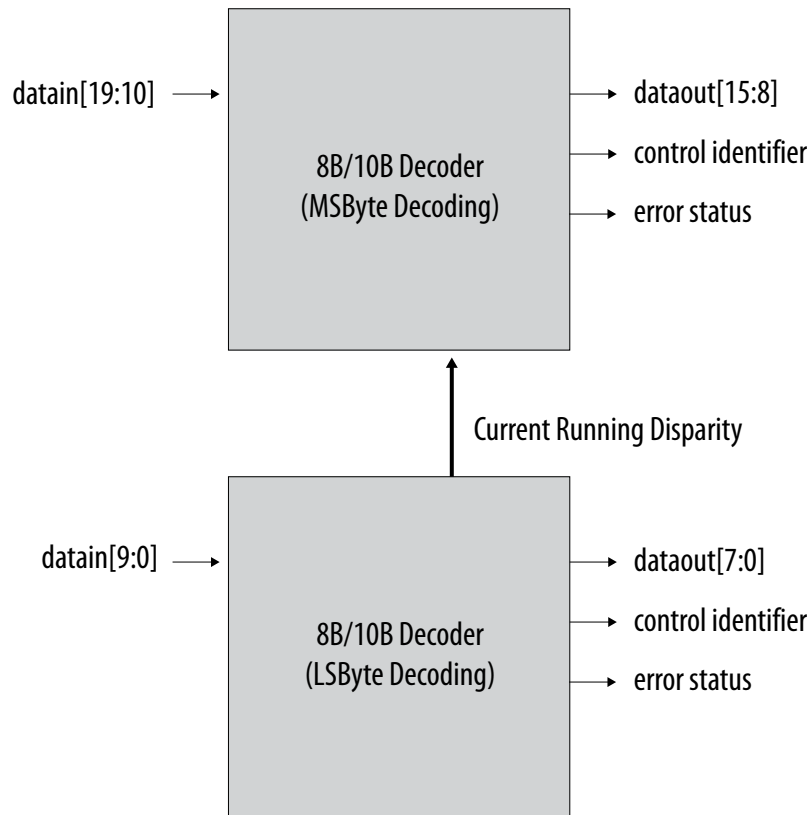 datain[19:10]
8B/10B Decoder
(MSByte Decoding)
dataout[15:8]
control identifier
error status
Current Running Disparity
datain[9:0]
8B/10B Decoder
(LSByte Decoding)
dataout[7:0]
control identifier
error status